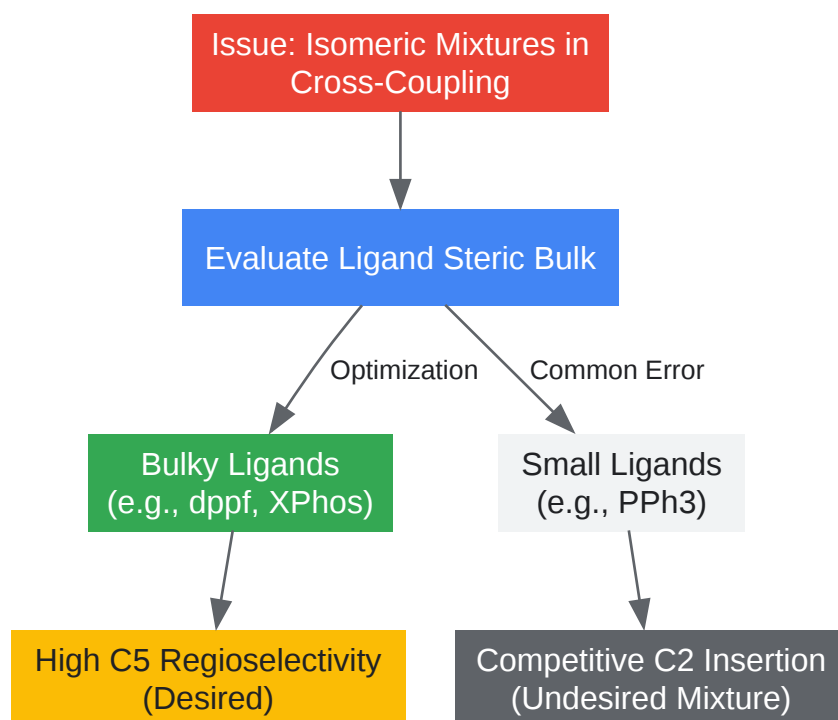 Issue: Isomeric Mixtures in
Cross-Coupling
Evaluate Ligand Steric Bulk
Optimization
Common Error
Bulky Ligands
(e.g., dppf, XPhos)
Small Ligands
(e.g., PPh3)
High C5 Regioselectivity
(Desired)
Competitive C2 Insertion
(Undesired Mixture)